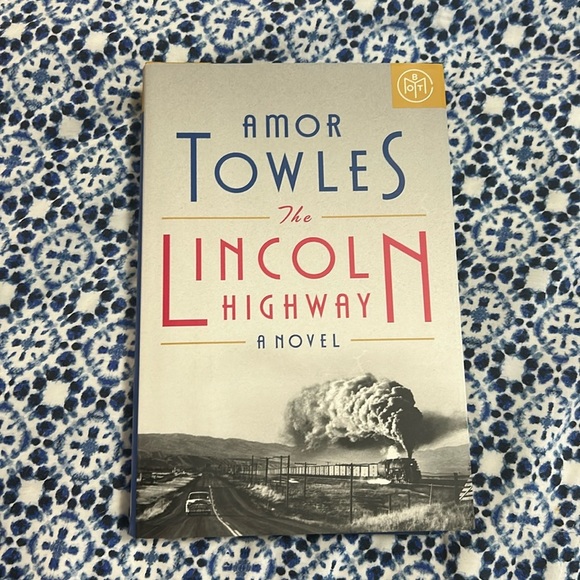 BOTM
AMOR
TOWLES
The
LINCOLN
HIGHWAY
A NOVEL